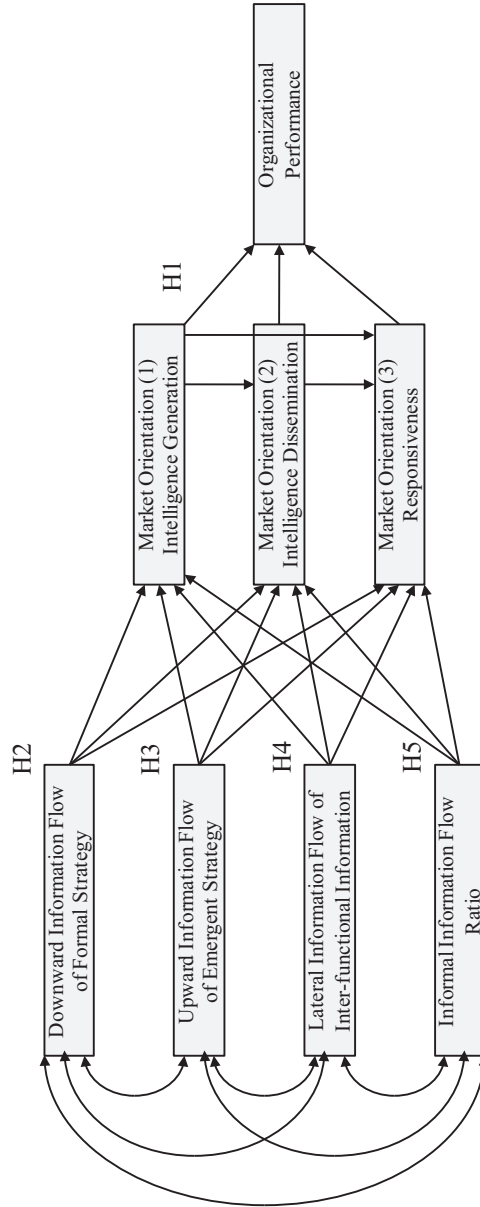 H2
Downward Information Flow
of Formal Strategy
H3
Upward Information Flow
of Emergent Strategy
H4
Lateral Information Flow of
Inter-functional Information
H5
Informal Information Flow
Ratio
Market Orientation (1)
Intelligence Generation
Market Orientation (2)
Intelligence Dissemination
Market Orientation (3)
Responsiveness
H1
Organizational
Performance